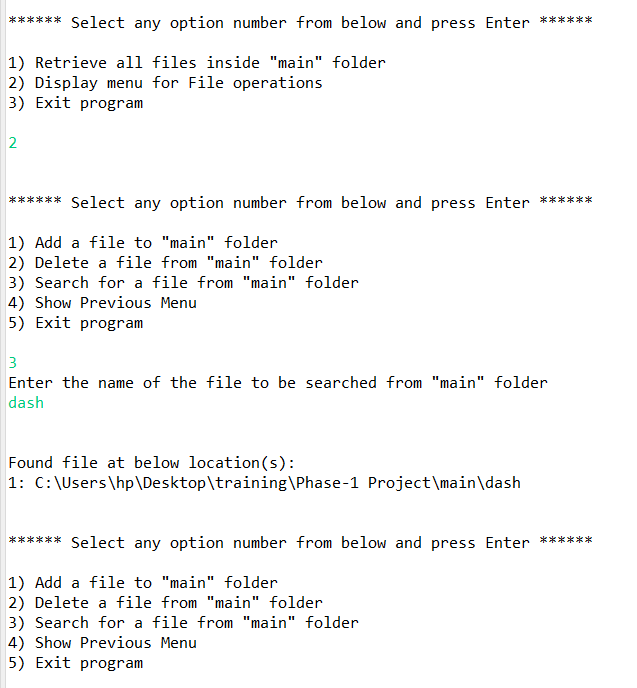 ****** Select any option number from below and press Enter ******
1) Retrieve all files inside "main" folder
2) Display menu for File operations
3) Exit program
2
****** Select any option number from below and press Enter ******
1) Add a file to "main" folder
2) Delete a file from "main" folder
3) Search for a file from "main" folder
4) Show Previous Menu
5) Exit program
3
Enter the name of the file to be searched from "main" folder
dash
Found file at below location(s):
1: C:\Users\hp\Desktop\training\Phase-1 Project\main\dash
****** Select any option number from below and press Enter ******
1) Add a file to "main" folder
2) Delete a file from "main" folder
3) Search for a file from "main" folder
4) Show Previous Menu
5) Exit program